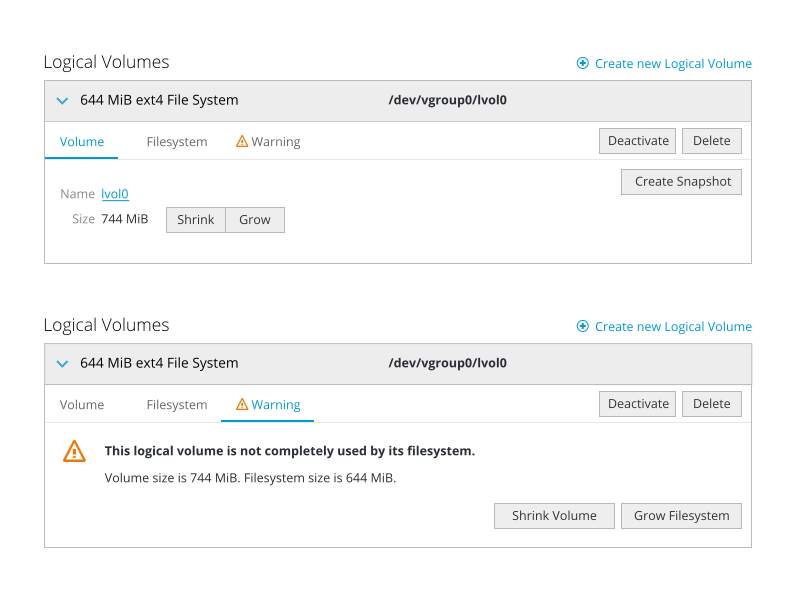 Logical Volumes
Create new Logical Volume
644 MiB ext4 File System /dev/vgroup0/lvol0
Volume Filesystem Warning Deactivate Delete
Create Snapshot
Name lvol0
Size 744 MiB Shrink Grow
Logical Volumes
Create new Logical Volume
644 MiB ext4 File System /dev/vgroup0/lvol0
Volume Filesystem Warning Deactivate Delete
This logical volume is not completely used by its filesystem.
Volume size is 744 MiB. Filesystem size is 644 MiB.
Shrink Volume Grow Filesystem